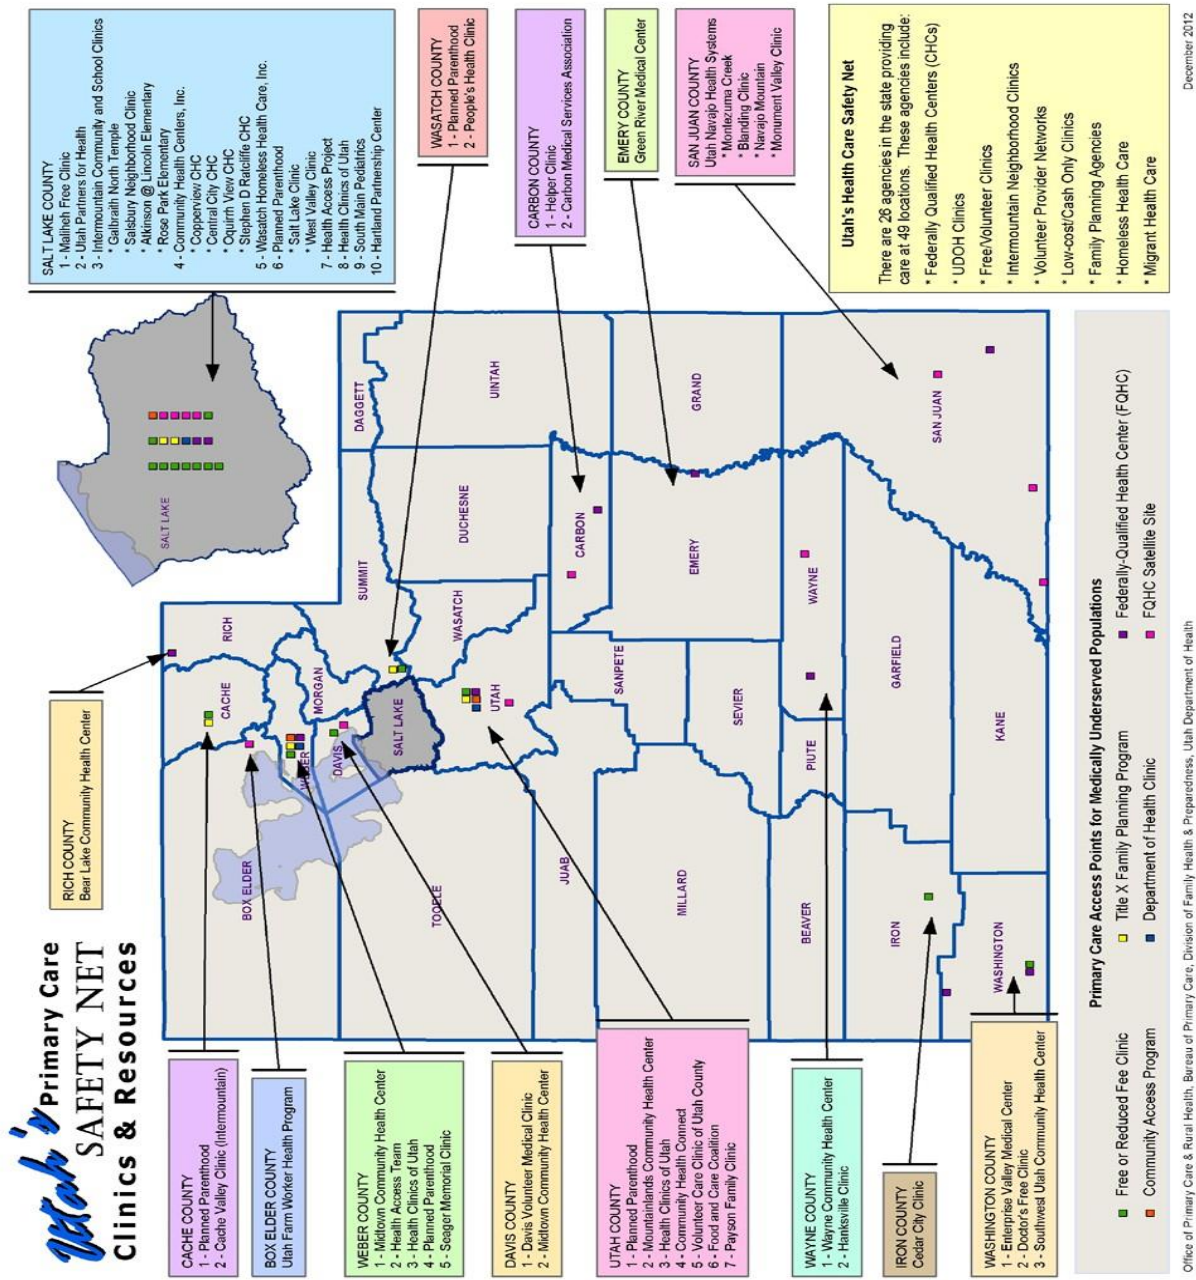 Utah's Primary Care
SAFETY NET
Clinics & Resources
RICH COUNTY
Bear Lake Community Health Center
SALT LAKE COUNTY
1 - Maliheh Free Clinic
2 - Utah Partners for Health
3 - Intermountain Community and School Clinics
* Galbraith North Temple
* Salsbury Neighborhood Clinic
* Atkinson @ Lincoln Elementary
* Rose Park Elementary
4 - Community Health Centers, Inc.
* Copperview CHC
* Central City CHC
* Oquirrh View CHC
* Stephen D Ratcliffe CHC
5 - Wasatch Homeless Health Care, Inc.
6 - Planned Parenthood
* Salt Lake Clinic
* West Valley Clinic
7 - Health Access Project
8 - Health Clinics of Utah
9 - South Main Pediatrics
10 - Hartland Partnership Center
CACHE COUNTY
1 - Planned Parenthood
2 - Cache Valley Clinic (Intermountain)
BOX ELDER COUNTY
Utah Farm Worker Health Program
WEBER COUNTY
1 - Midtown Community Health Center
2 - Health Access Team
3 - Health Clinics of Utah
4 - Planned Parenthood
5 - Seager Memorial Clinic
DAVIS COUNTY
1 - Davis Volunteer Medical Clinic
2 - Midtown Community Health Center
UTAH COUNTY
1 - Planned Parenthood
2 - Mountainlands Community Health Center
3 - Health Clinics of Utah
4 - Community Health Connect
5 - Volunteer Care Clinic of Utah County
6 - Food and Care Coalition
7 - Payson Family Clinic
WAYNE COUNTY
1 - Wayne Community Health Center
2 - Hanksville Clinic
IRON COUNTY
Cedar City Clinic
WASHINGTON COUNTY
1 - Enterprise Valley Medical Center
2 - Doctor's Free Clinic
3 - Southwest Utah Community Health Center
WASATCH COUNTY
1 - Planned Parenthood
2 - People's Health Clinic
CARBON COUNTY
1 - Helper Clinic
2 - Carbon Medical Services Association
EMERY COUNTY
Green River Medical Center
SAN JUAN COUNTY
Utah Navajo Health Systems
* Montezuma Creek
* Blanding Clinic
* Navajo Mountain
* Monument Valley Clinic
Utah's Health Care Safety Net
There are 26 agencies in the state providing
care at 49 locations. These agencies include:
* Federally Qualified Health Centers (CHCs)
* UDOH Clinics
* Free/Volunteer Clinics
* Intermountain Neighborhood Clinics
* Volunteer Provider Networks
* Low-cost/Cash Only Clinics
* Family Planning Agencies
* Homeless Health Care
* Migrant Health Care
SALT LAKE
BOX ELDER
CACHE
RICH
WEBER
MORGAN
DAVIS
SUMMIT
DAGGETT
TOOELE
SALT LAKE
UTAH
WASATCH
DUCHESNE
UINTAH
JUAB
SANPETE
CARBON
MILLARD
SEVIER
EMERY
GRAND
BEAVER
PIUTE
WAYNE
IRON
GARFIELD
SAN JUAN
WASHINGTON
KANE
Primary Care Access Points for Medically Underserved Populations
Free or Reduced Fee Clinic
Title X Family Planning Program
Federally-Qualified Health Center (FQHC)
Community Access Program
Department of Health Clinic
FQHC Satellite Site
Office of Primary Care & Rural Health, Bureau of Primary Care, Division of Family Health & Preparedness, Utah Department of Health
December 2012